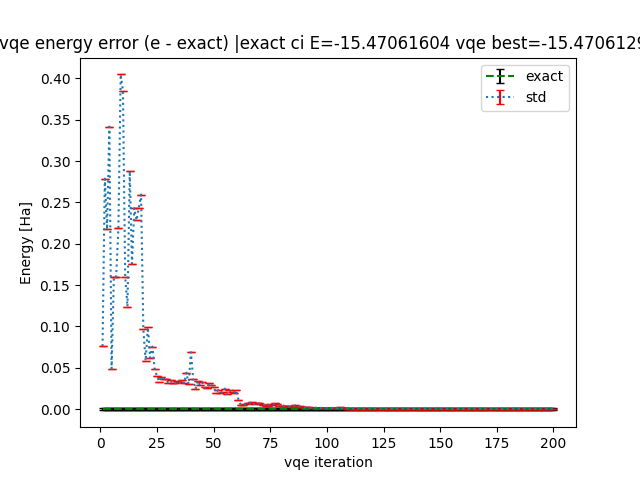 vqe energy error (e - exact) |exact ci E=-15.47061604 vqe best=-15.4706129
exact
std
Energy [Ha]
0.40
0.35
0.30
0.25
0.20
0.15
0.10
0.05
0.00
0 25 50 75 100 125 150 175 200
vqe iteration